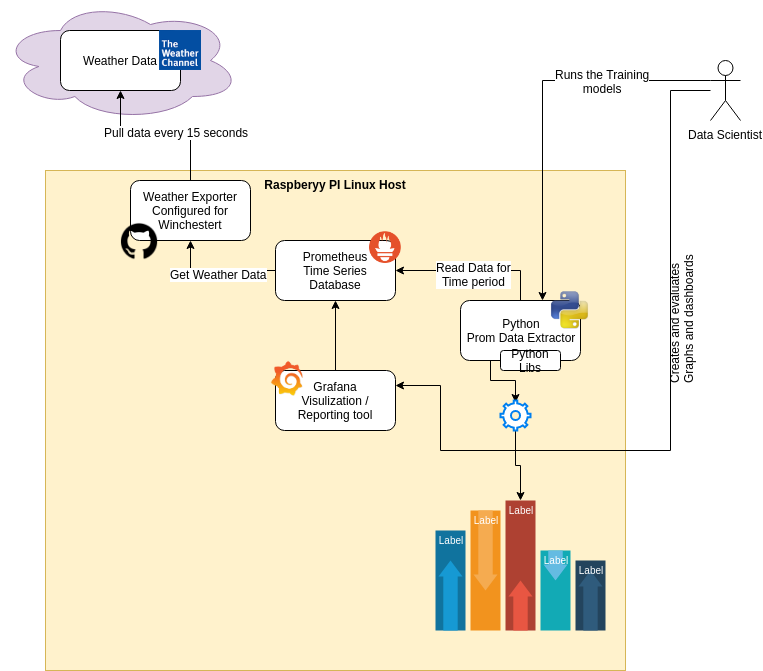 Weather Data
The
Weather
Channel
Pull data every 15 seconds
Runs the Training
models
Data Scientist
Raspberyy PI Linux Host
Weather Exporter
Configured for
Winchestert
Get Weather Data
Prometheus
Time Series
Database
Read Data for
Time period
Python
Prom Data Extractor
Python
Libs
Creates and evaluates
Graphs and dashboards
Grafana
Visulization /
Reporting tool
Label
Label
Label
Label
Label